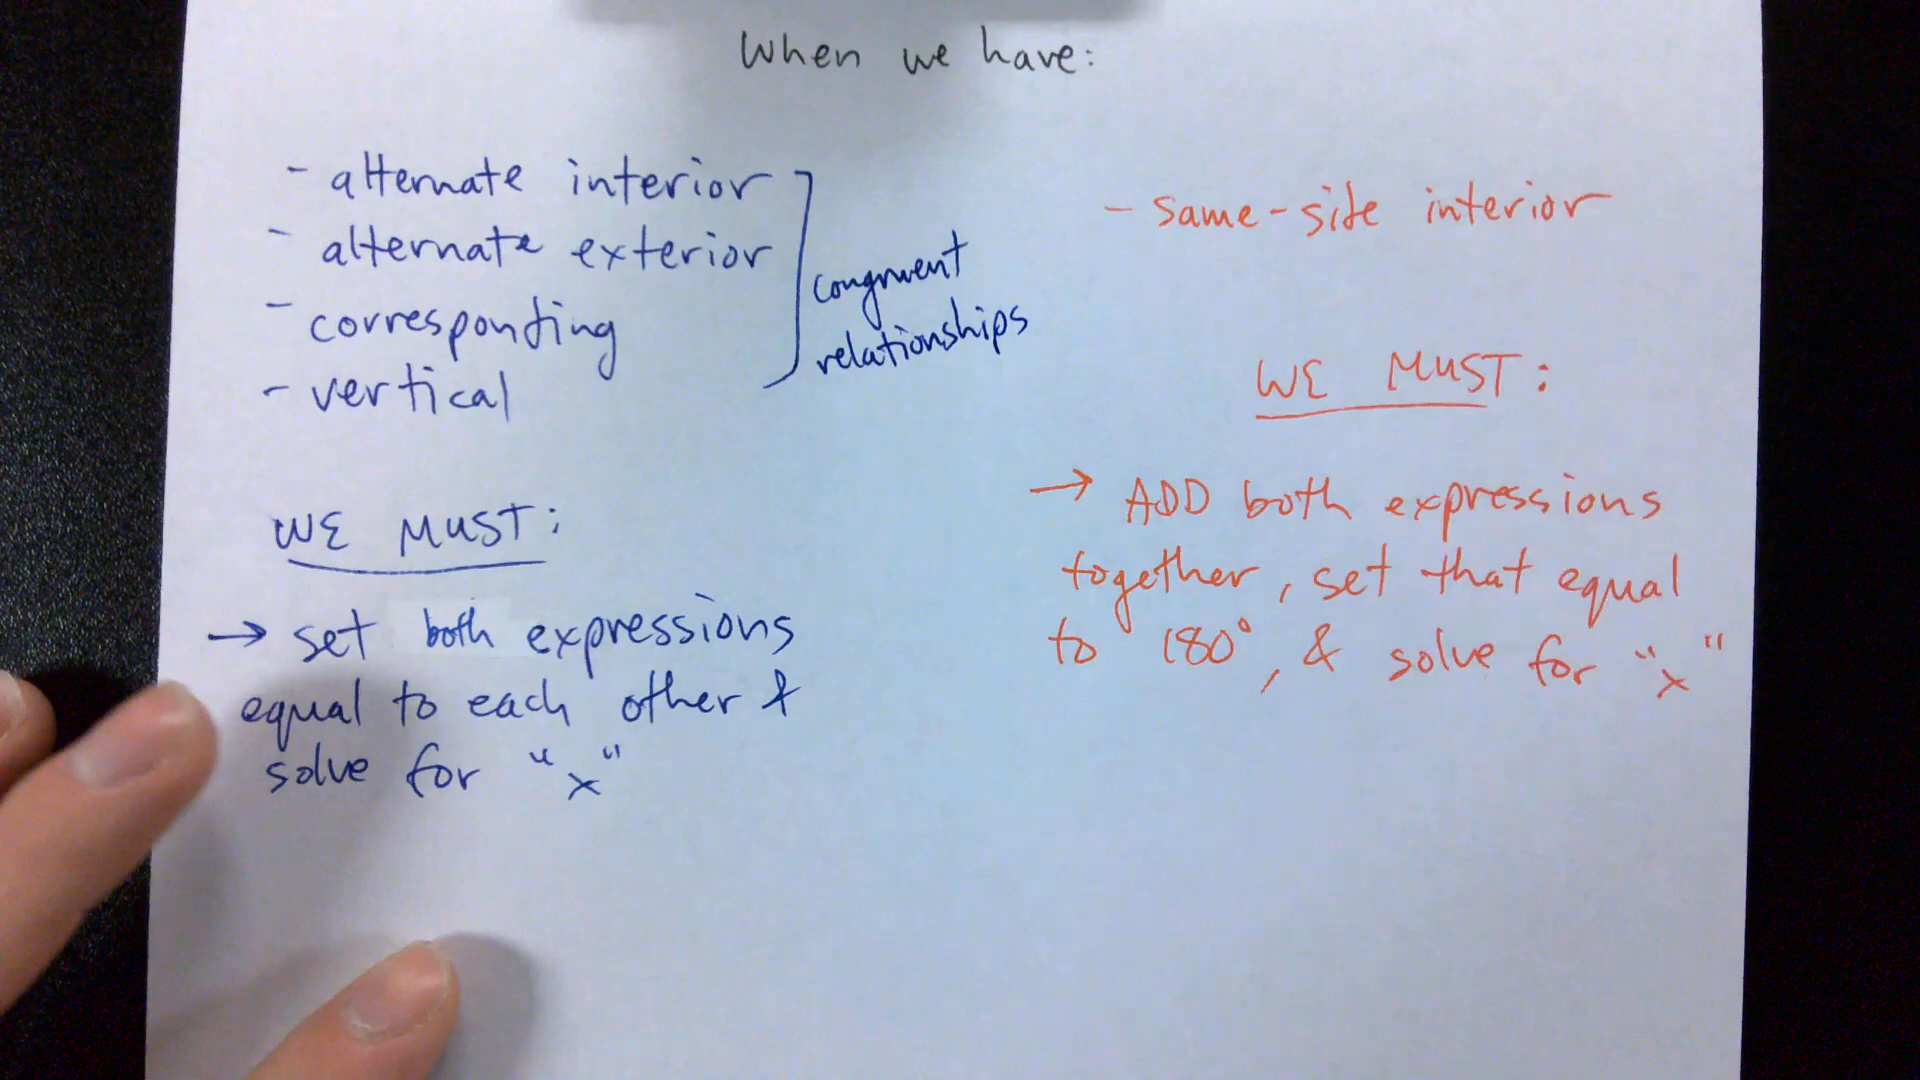 When we have:
- alternate interior
- alternate exterior
- corresponding
- vertical
congruent
relationships
WE MUST:
→ set both expressions
equal to each other &
solve for "x"
- same-side interior
WE MUST:
→ ADD both expressions
together, set that equal
to 180°, & solve for "x"